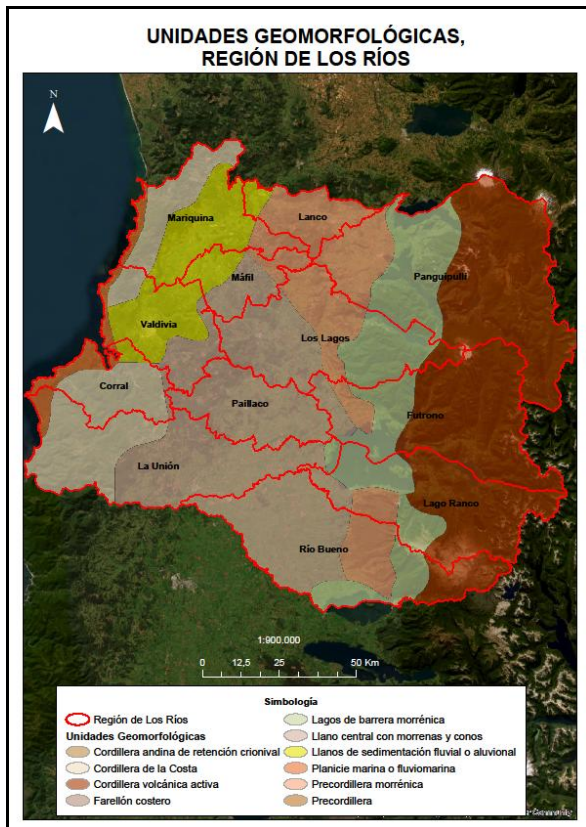 UNIDADES GEOMORFOLÓGICAS,
REGIÓN DE LOS RÍOS
N
Mariquina
Lanco
Máfil
Panguipulli
Valdivia
Los Lagos
Corral
Paillaco
Futrono
La Unión
Lago Ranco
Río Bueno
1:900.000
0 12,5 25 50 Km
Simbología
Región de Los Ríos
Unidades Geomorfológicas
Cordillera andina de retención crionival
Cordillera de la Costa
Cordillera volcánica activa
Farellón costero
Lagos de barrera morrénica
Llano central con morrenas y conos
Llanos de sedimentación fluvial o aluvional
Planicie marina o fluviomarina
Precordillera morrénica
Precordillera